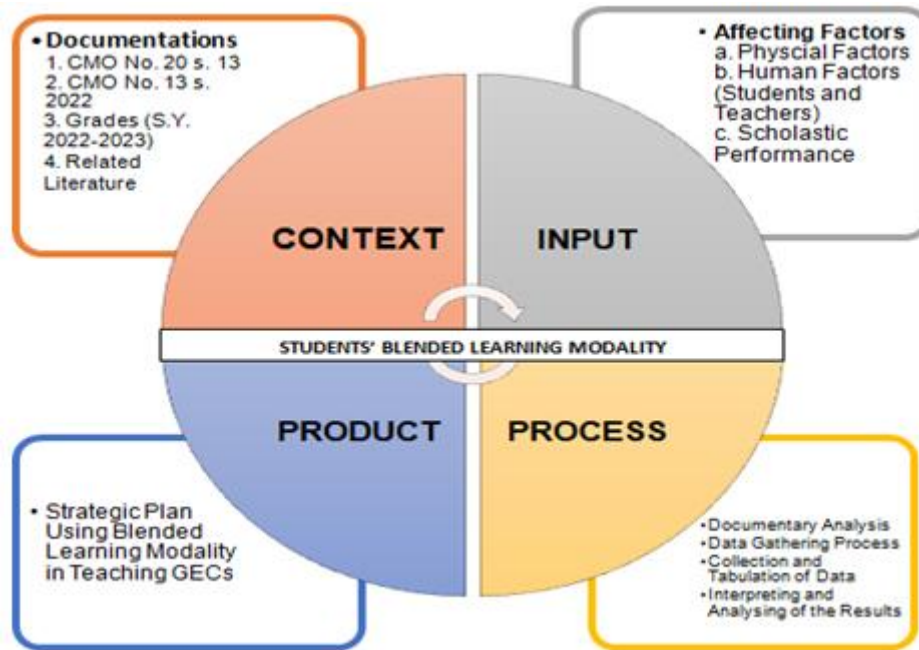 • Documentations
1. CMO No. 20 s. 13
2. CMO No. 13 s.
2022
3. Grades (S.Y.
2022-2023)
4. Related
Literature
• Affecting Factors
a. Physcial Factors
b. Human Factors
(Students and
Teachers)
c. Scholastic
Performance
CONTEXT
INPUT
STUDENTS' BLENDED LEARNING MODALITY
PRODUCT
PROCESS
• Strategic Plan
Using Blended
Learning Modality
in Teaching GECs
•Documentary Analysis
•Data Gathering Process
•Collection and
Tabulation of Data
•Interpreting and
Analysing of the Results